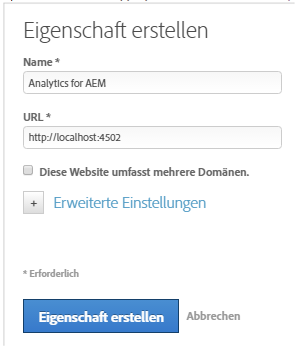 Eigenschaft erstellen
Name *
Analytics for AEM
URL *
http://localhost:4502
Diese Website umfasst mehrere Domänen.
+ Erweiterte Einstellungen
* Erforderlich
Eigenschaft erstellen Abbrechen